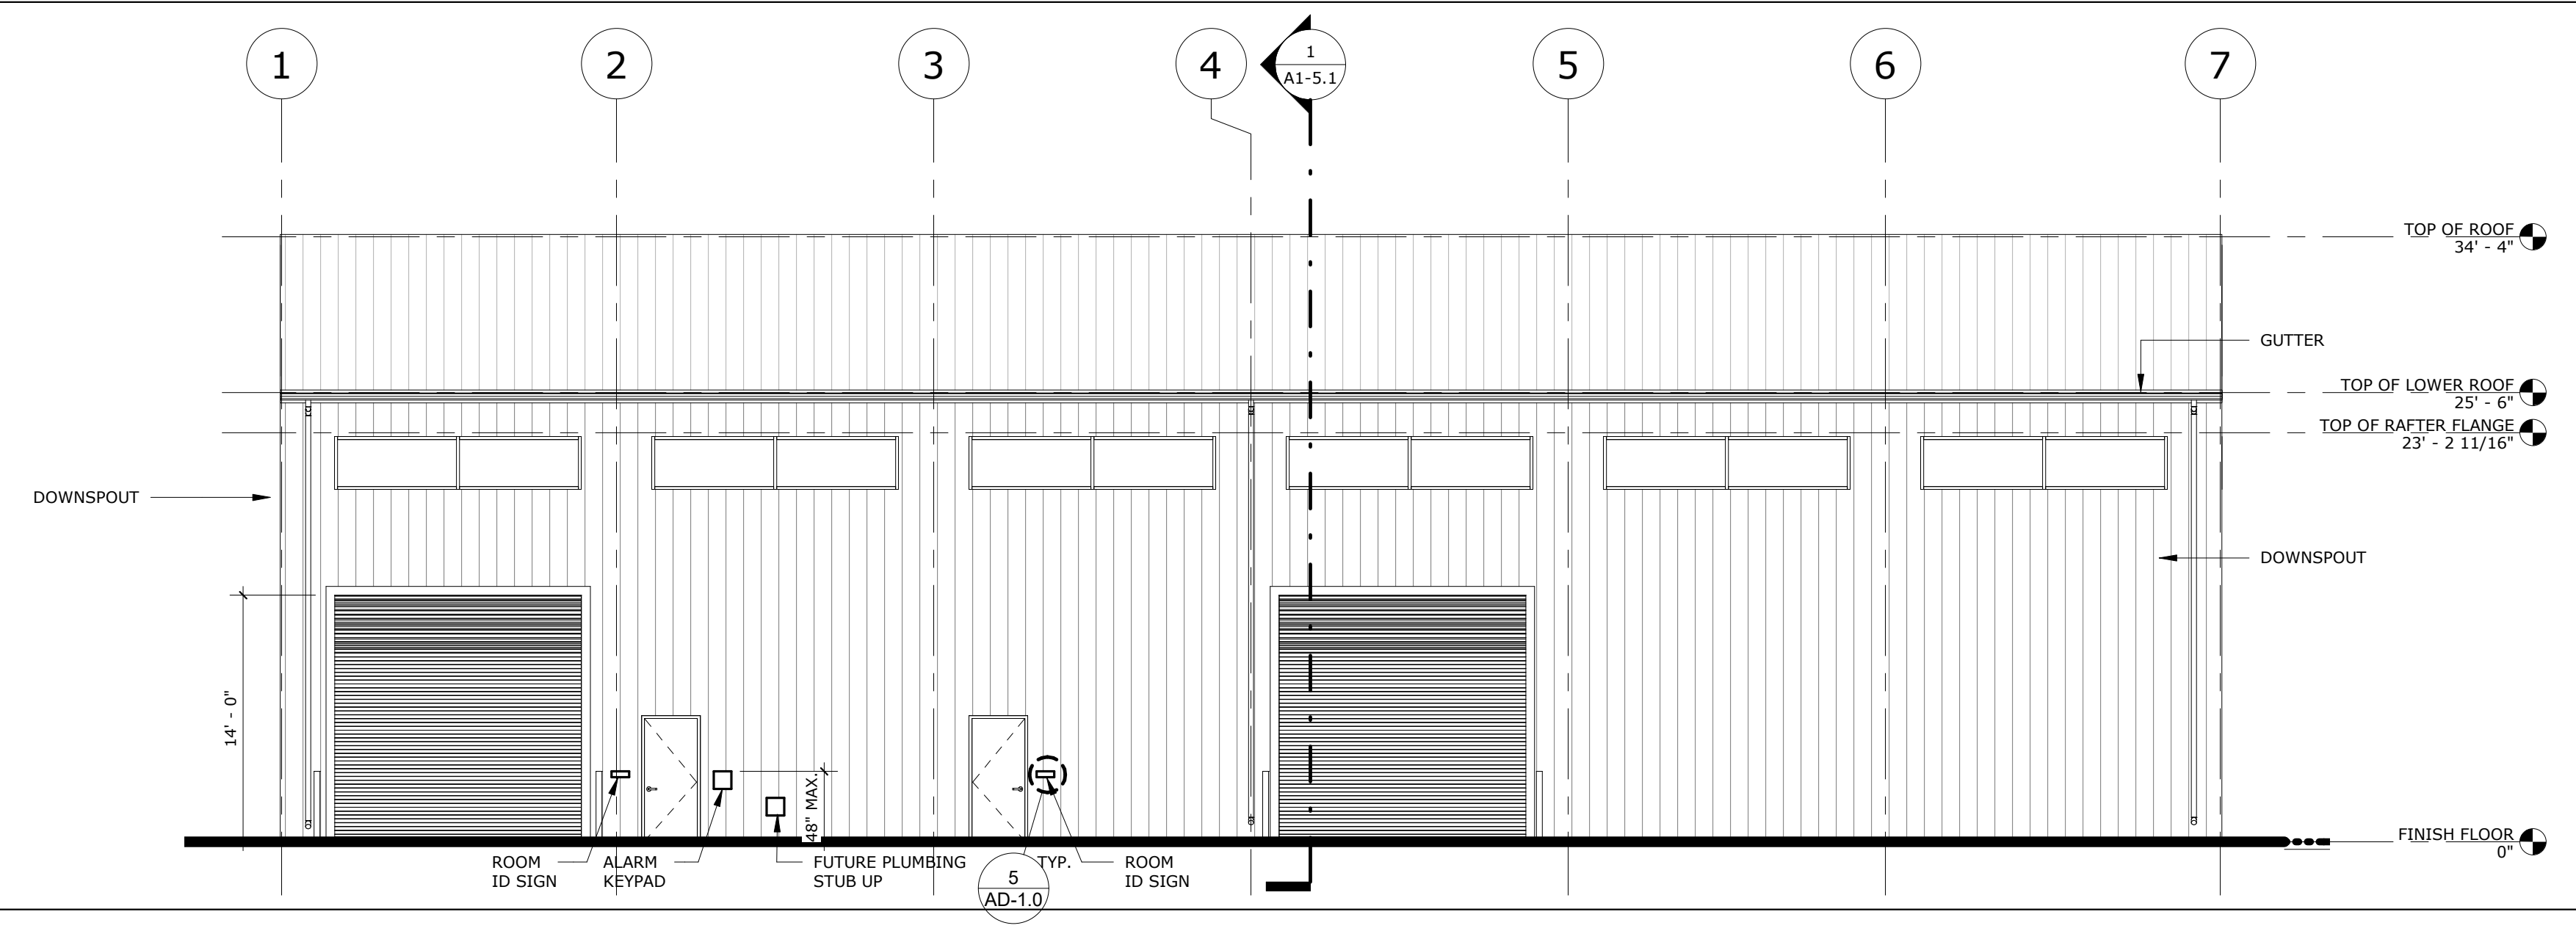 1
2
3
4
1
A1-5.1
5
6
7
TOP OF ROOF
34' - 4"
GUTTER
TOP OF LOWER ROOF
25' - 6"
TOP OF RAFTER FLANGE
23' - 2 11/16"
DOWNSPOUT
DOWNSPOUT
14' - 0"
48" MAX.
FINISH FLOOR
0"
ROOM
ID SIGN
ALARM
KEYPAD
FUTURE PLUMBING
STUB UP
5
AD-1.0
TYP.
ROOM
ID SIGN